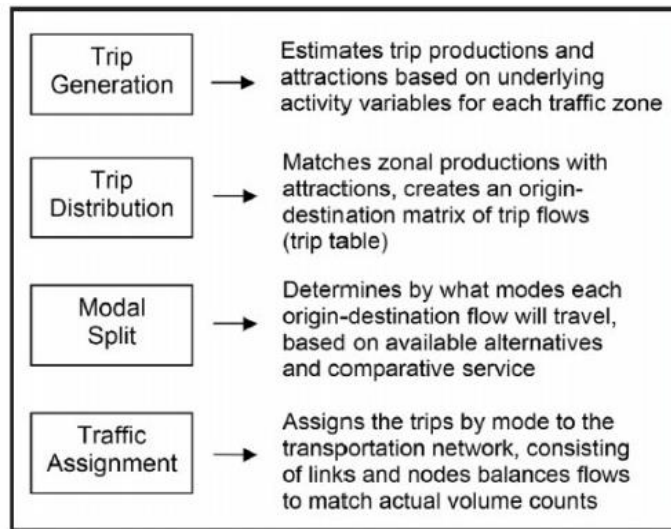 Trip
Generation
Estimates trip productions and
attractions based on underlying
activity variables for each traffic zone
Trip
Distribution
Matches zonal productions with
attractions, creates an origin-
destination matrix of trip flows
(trip table)
Modal
Split
Determines by what modes each
origin-destination flow will travel,
based on available alternatives
and comparative service
Traffic
Assignment
Assigns the trips by mode to the
transportation network, consisting
of links and nodes balances flows
to match actual volume counts